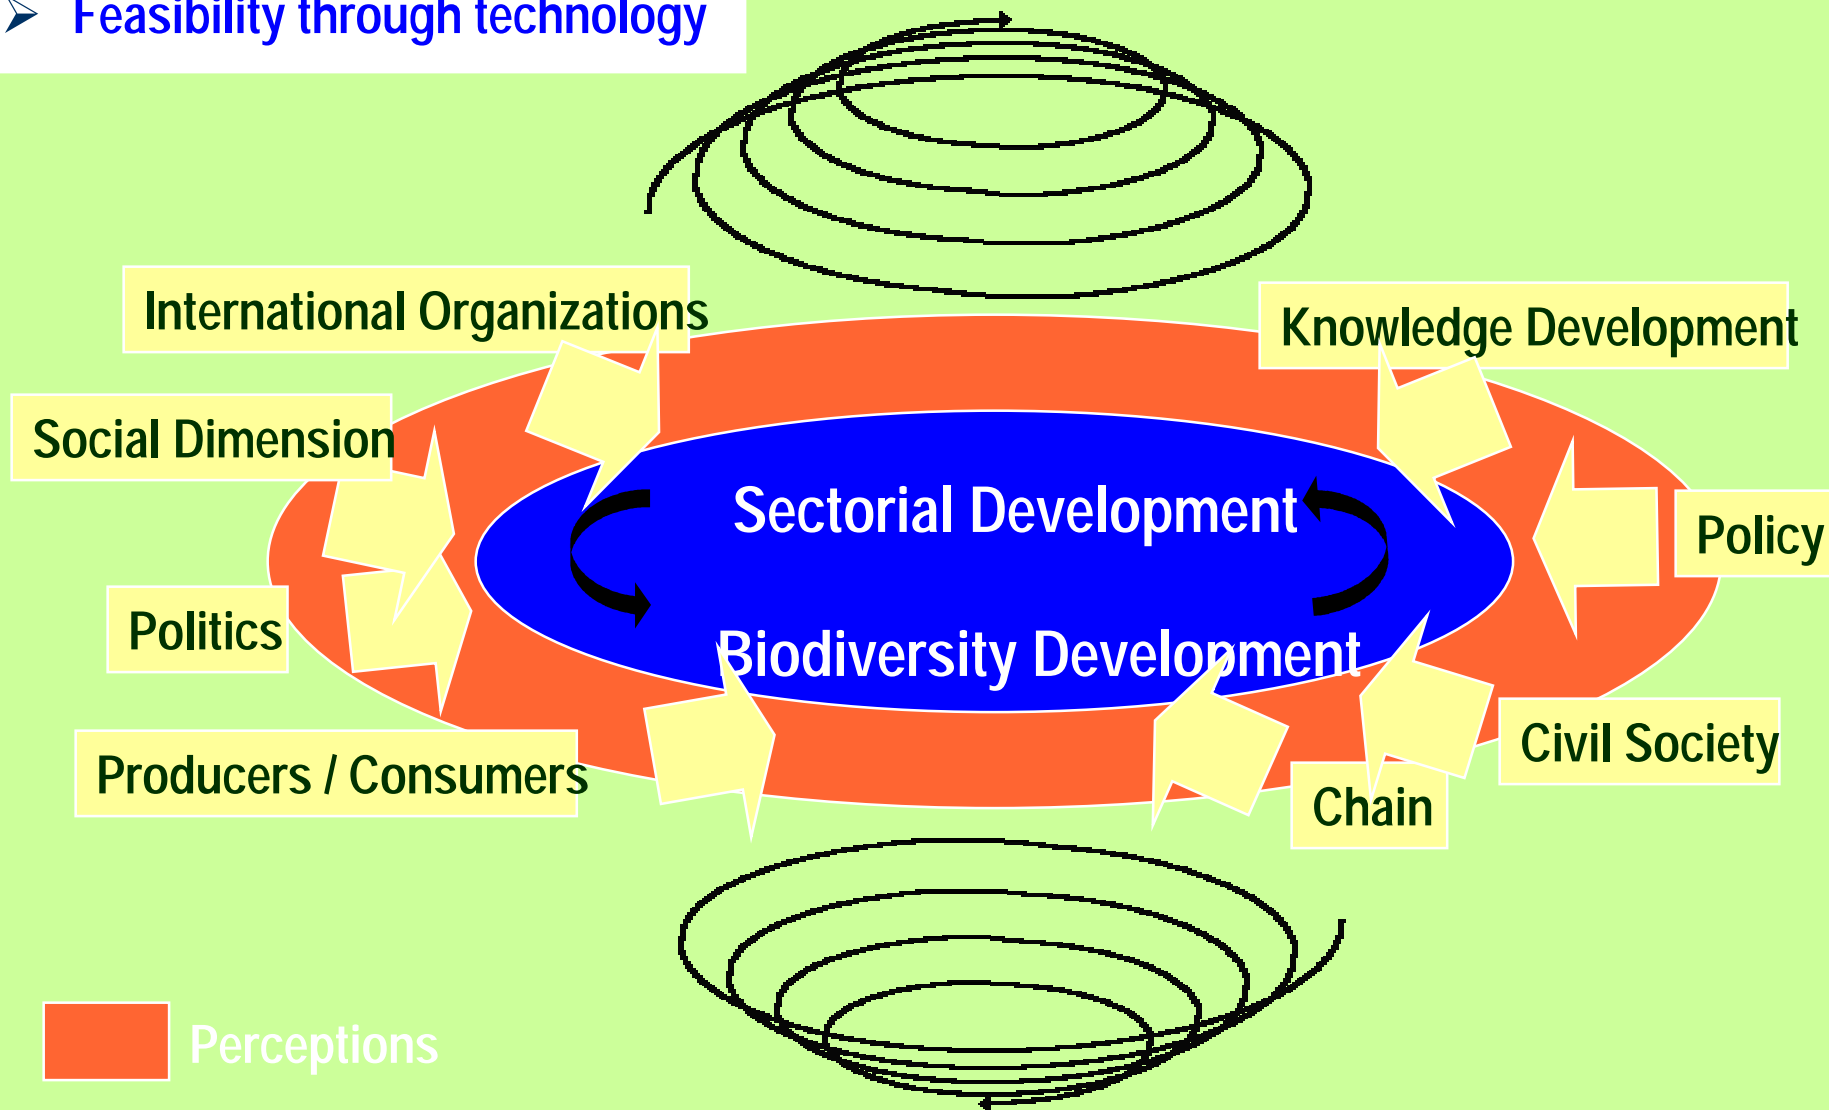 ➢ Feasibility through technology
International Organizations
Knowledge Development
Social Dimension
Sectorial Development
Policy
Politics
Biodiversity Development
Producers / Consumers
Civil Society
Chain
Perceptions